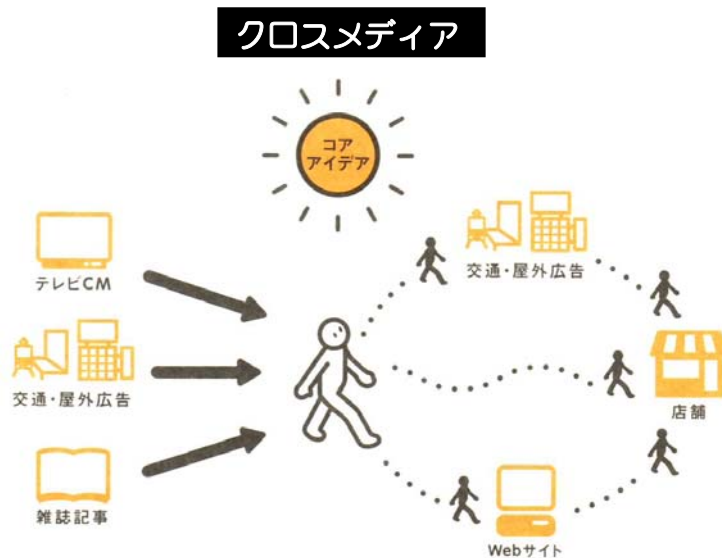 クロスメディア
コア
アイデア
テレビCM
交通・屋外広告
雑誌記事
交通・屋外広告
店舗
Webサイト